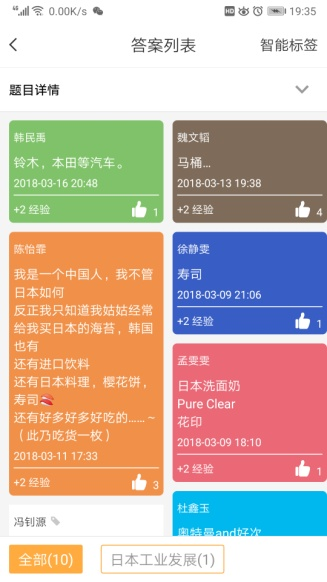 0.00K/s
HD
19:35
答案列表
智能标签
题目详情
韩民禹
铃木，本田等汽车。
2018-03-16 20:48
+2 经验
1
魏文韬
马桶…
2018-03-13 19:38
+2 经验
4
陈怡霏
我是一个中国人，我不管
日本如何
反正我只知道我姑姑经常
给我买日本的海苔，韩国
也有
还有进口饮料
还有日本料理，樱花饼，
寿司🍣
还有好多好多好吃的…… ~
（此乃吃货一枚）
2018-03-11 17:33
+2 经验
3
徐静雯
寿司
2018-03-09 21:06
+2 经验
1
孟雯雯
日本洗面奶
Pure Clear
花印
2018-03-09 18:10
+2 经验
1
冯钊源
杜鑫玉
奥特曼and好次
全部(10)
日本工业发展(1)